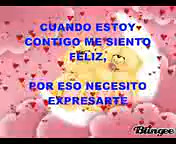 CUANDO ESTOY
CONTIGO ME SIENTO
FELIZ,
POR ESO NECESITO
EXPRESARTE
Blingee